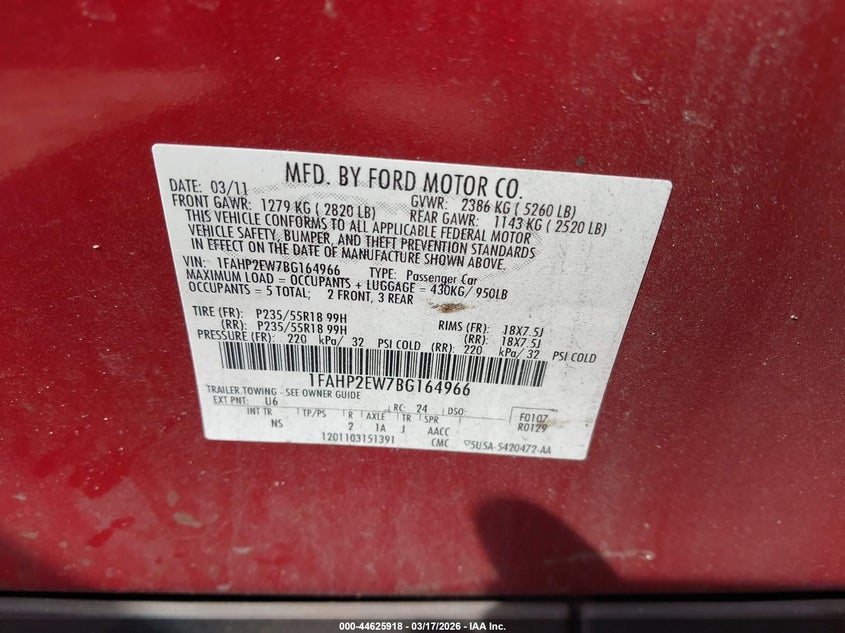 MFD. BY FORD MOTOR CO.
DATE: 03/11 GVWR: 2386 KG ( 5260 LB)
FRONT GAWR: 1279 KG ( 2820 LB) REAR GAWR: 1143 KG ( 2520 LB)
THIS VEHICLE CONFORMS TO ALL APPLICABLE FEDERAL MOTOR
VEHICLE SAFETY, BUMPER, AND THEFT PREVENTION STANDARDS
IN EFFECT ON THE DATE OF MANUFACTURE SHOWN ABOVE.
VIN: 1FAHP2EW7BG164966 TYPE: Passenger Car
MAXIMUM LOAD = OCCUPANTS + LUGGAGE = 430KG/ 950LB
OCCUPANTS = 5 TOTAL; 2 FRONT, 3 REAR
TIRE (FR): P235/55R18 99H RIMS (FR): 18X7.5J
(RR): P235/55R18 99H (RR): 18X7.5J
PRESSURE (FR): 220 kPa/ 32 PSI COLD (RR): 220 kPa/ 32 PSI COLD
1FAHP2EW7BG164966
TRAILER TOWING - SEE OWNER GUIDE
EXT PNT: U6 RC: 24 DSO: F0107
INT TR TP/PS R AXLE TR SPR R0129
NS 2 1A J AACC
1201103151391 CMC 5U5A-5420472-AA
000-44625918 - 03/17/2026 - IAA Inc.